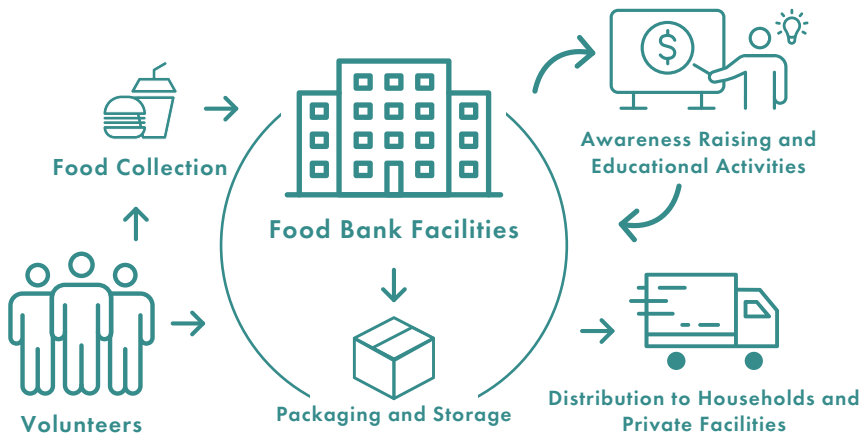 Food Collection
Food Bank Facilities
$
Awareness Raising and
Educational Activities
Volunteers
Packaging and Storage
Distribution to Households and
Private Facilities